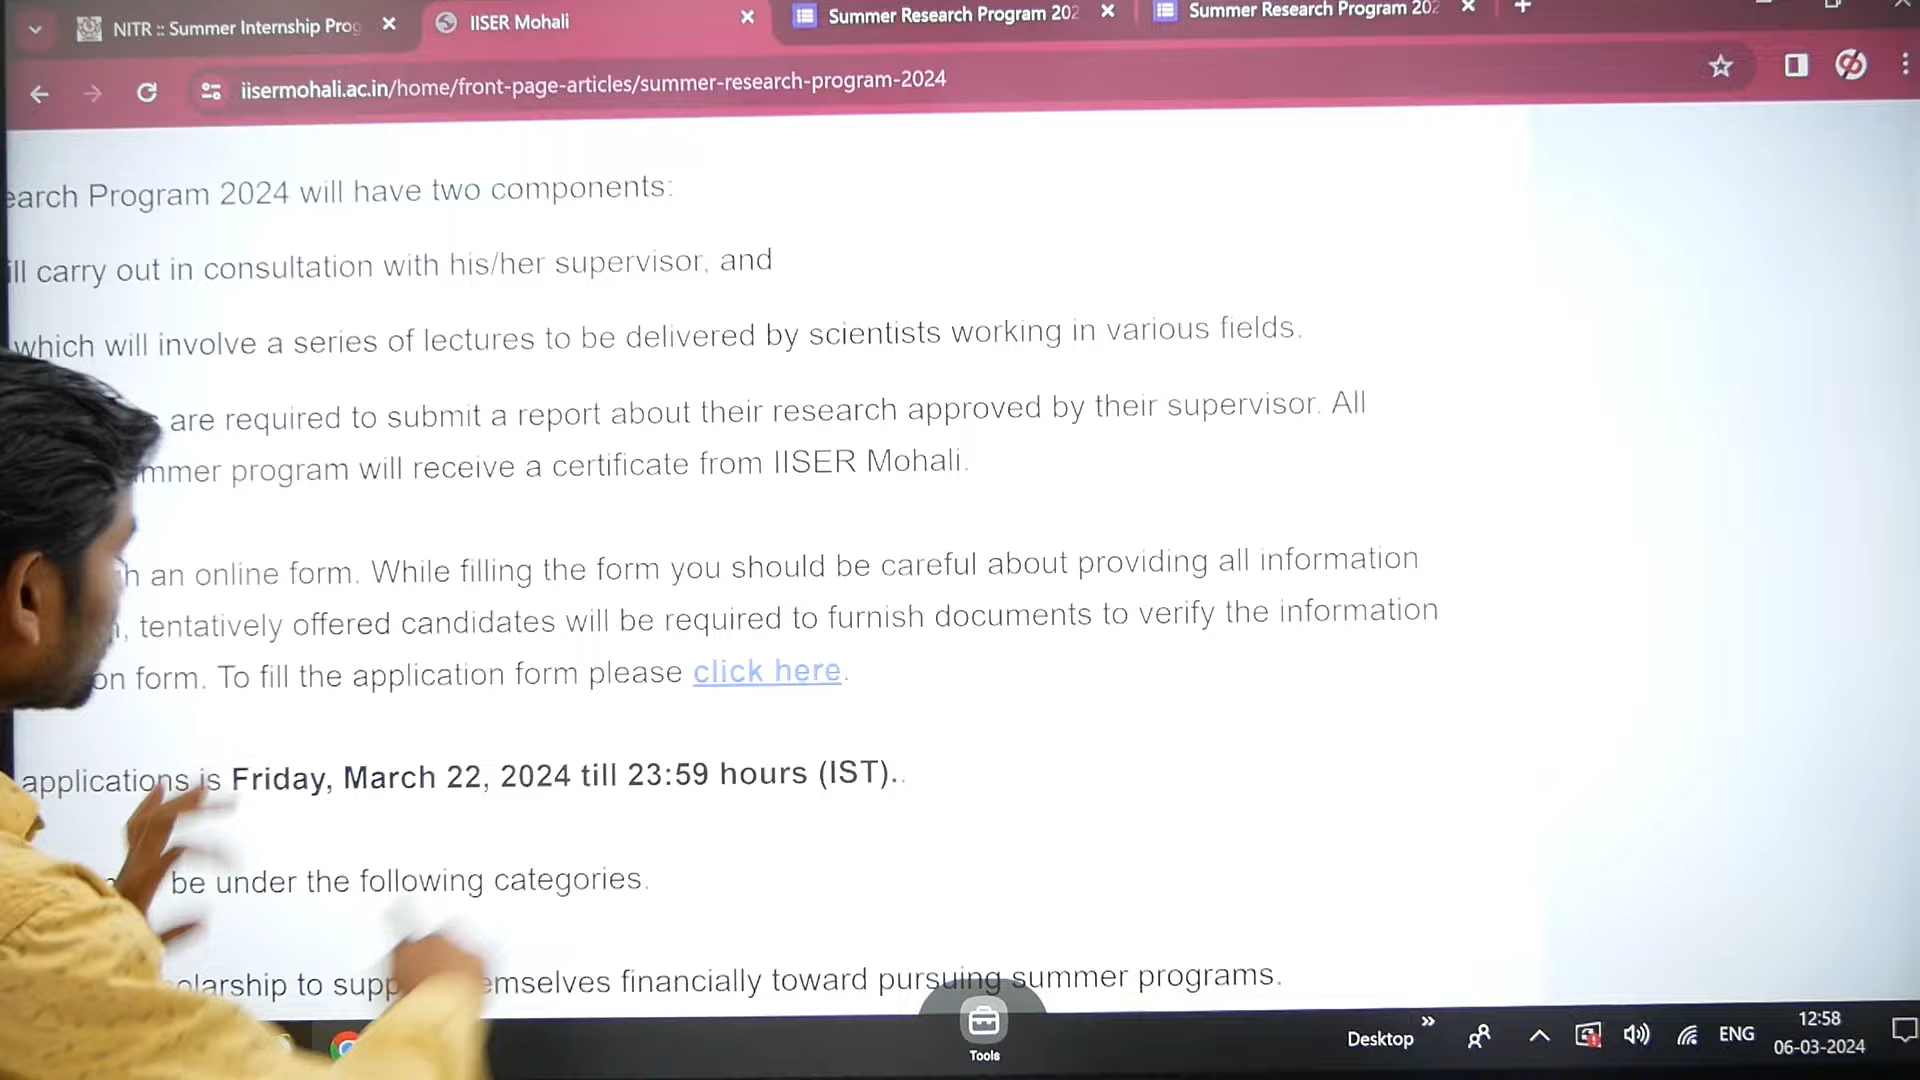 NITR :: Summer Internship Prog
IISER Mohali
Summer Research Program 202
Summer Research Program 202
iisermohali.ac.in/home/front-page-articles/summer-research-program-2024
earch Program 2024 will have two components:
ill carry out in consultation with his/her supervisor, and
which will involve a series of lectures to be delivered by scientists working in various fields.
are required to submit a report about their research approved by their supervisor. All
mmer program will receive a certificate from IISER Mohali.
h an online form. While filling the form you should be careful about providing all information
, tentatively offered candidates will be required to furnish documents to verify the information
on form. To fill the application form please click here.
applications is Friday, March 22, 2024 till 23:59 hours (IST)..
be under the following categories.
olarship to supp emselves financially toward pursuing summer programs.
Tools
Desktop
ENG
12:58
06-03-2024